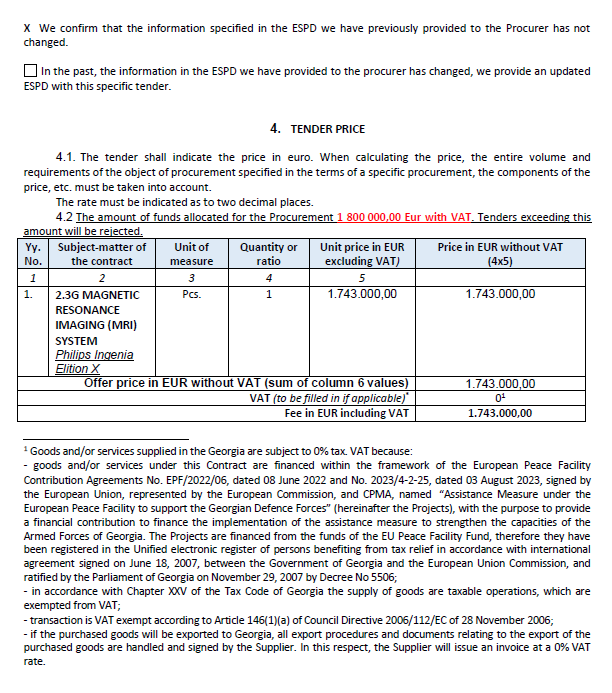 X We confirm that the information specified in the ESPD we have previously provided to the Procurer has not
changed.
☐ In the past, the information in the ESPD we have provided to the procurer has changed, we provide an updated
ESPD with this specific tender.
4. TENDER PRICE
4.1. The tender shall indicate the price in euro. When calculating the price, the entire volume and
requirements of the object of procurement specified in the terms of a specific procurement, the components of the
price, etc. must be taken into account.
The rate must be indicated as to two decimal places.
4.2 The amount of funds allocated for the Procurement 1 800 000,00 Eur with VAT. Tenders exceeding this
amount will be rejected.
Yy. Subject-matter of Unit of Quantity or Unit price in EUR Price in EUR without VAT
No. the contract measure ratio excluding VAT) (4x5)
1 2 3 4 5
1. 2.3G MAGNETIC Pcs. 1 1.743.000,00 1.743.000,00
RESONANCE
IMAGING (MRI)
SYSTEM
Philips Ingenia
Elition X
Offer price in EUR without VAT (sum of column 6 values) 1.743.000,00
VAT (to be filled in if applicable)* 0¹
Fee in EUR including VAT 1.743.000,00
¹ Goods and/or services supplied in the Georgia are subject to 0% tax. VAT because:
- goods and/or services under this Contract are financed within the framework of the European Peace Facility
Contribution Agreements No. EPF/2022/06, dated 08 June 2022 and No. 2023/4-2-25, dated 03 August 2023, signed by
the European Union, represented by the European Commission, and CPMA, named “Assistance Measure under the
European Peace Facility to support the Georgian Defence Forces” (hereinafter the Projects), with the purpose to provide
a financial contribution to finance the implementation of the assistance measure to strengthen the capacities of the
Armed Forces of Georgia. The Projects are financed from the funds of the EU Peace Facility Fund, therefore they have
been registered in the Unified electronic register of persons benefiting from tax relief in accordance with international
agreement signed on June 18, 2007, between the Government of Georgia and the European Union Commission, and
ratified by the Parliament of Georgia on November 29, 2007 by Decree No 5506;
- in accordance with Chapter XXV of the Tax Code of Georgia the supply of goods are taxable operations, which are
exempted from VAT;
- transaction is VAT exempt according to Article 146(1)(a) of Council Directive 2006/112/EC of 28 November 2006;
- if the purchased goods will be exported to Georgia, all export procedures and documents relating to the export of the
purchased goods are handled and signed by the Supplier. In this respect, the Supplier will issue an invoice at a 0% VAT
rate.